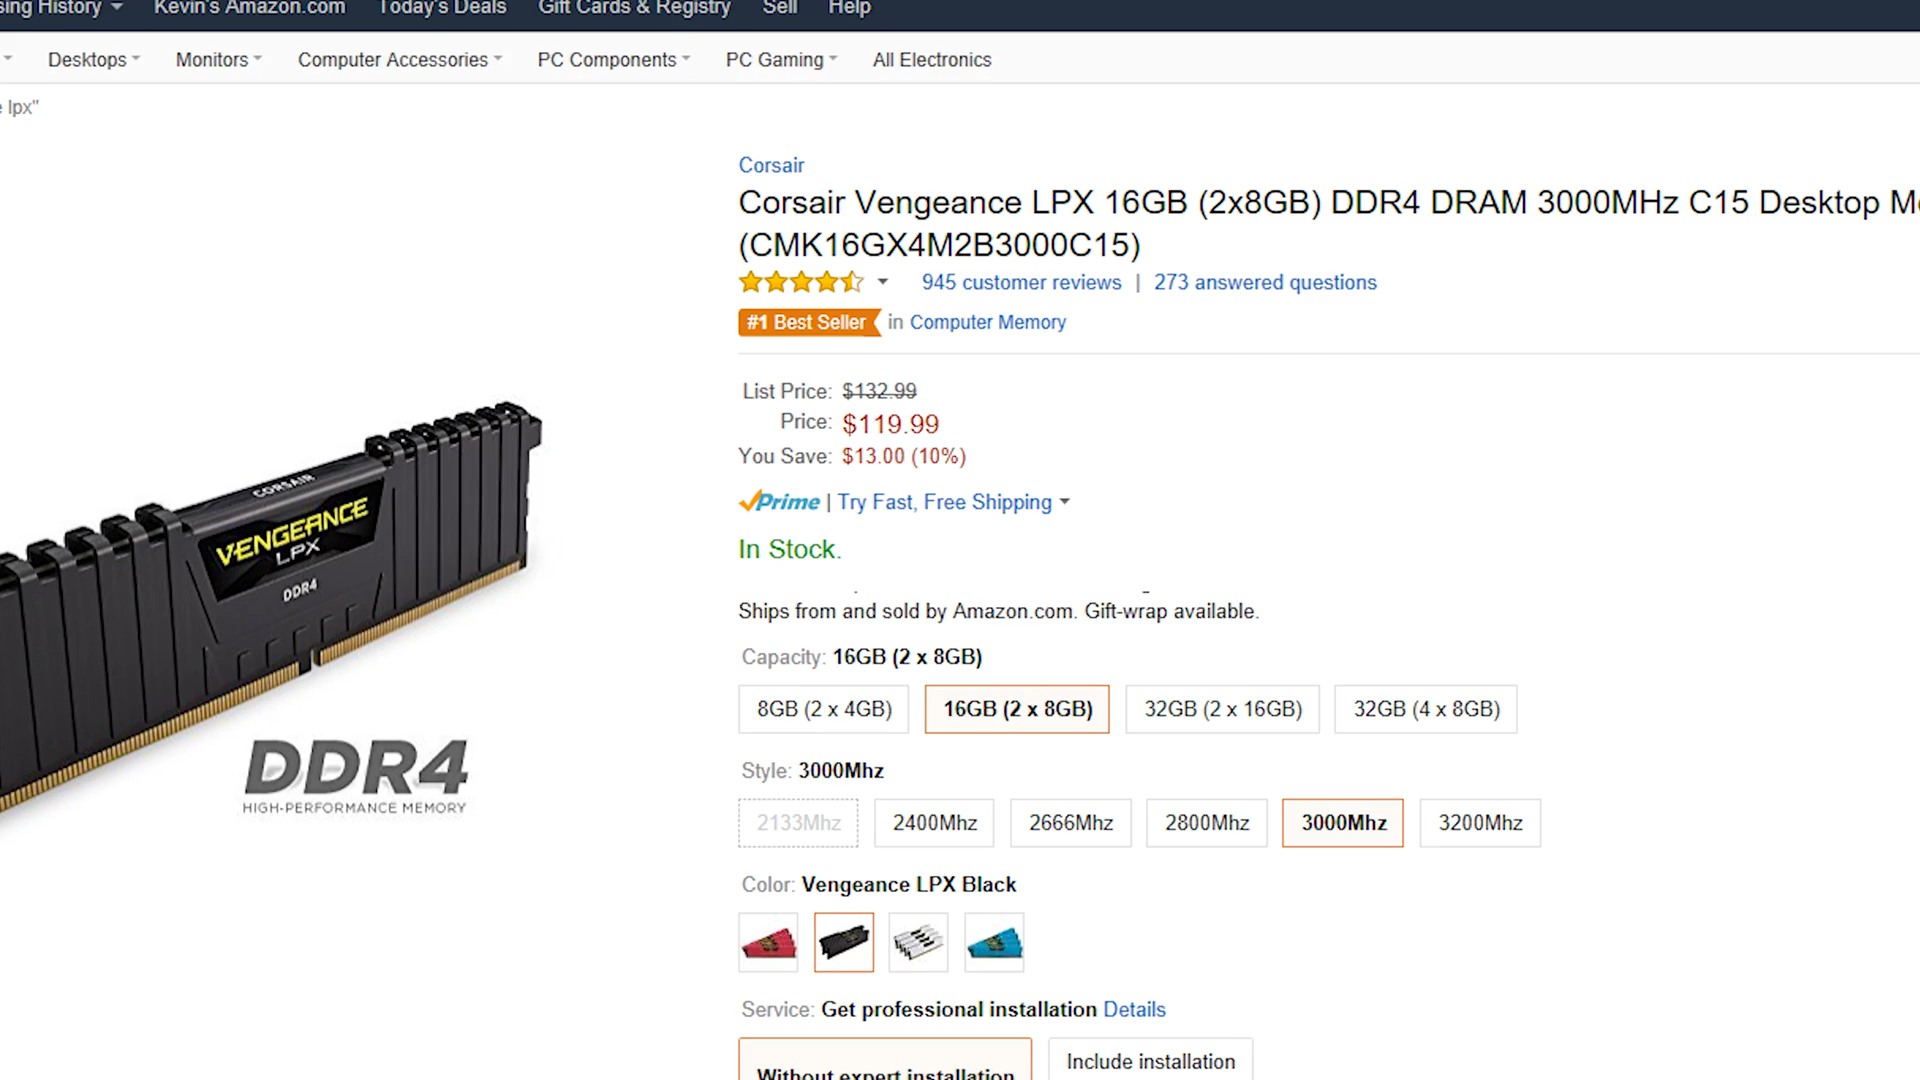 sing History Kevin's Amazon.com Today's Deals Gift Cards & Registry Sell Help
Desktops Monitors Computer Accessories PC Components PC Gaming All Electronics
e lpx"
Corsair
Corsair Vengeance LPX 16GB (2x8GB) DDR4 DRAM 3000MHz C15 Desktop M
(CMK16GX4M2B3000C15)
945 customer reviews | 273 answered questions
#1 Best Seller in Computer Memory
List Price: $132.99
Price: $119.99
You Save: $13.00 (10%)
Prime | Try Fast, Free Shipping
In Stock.
Ships from and sold by Amazon.com. Gift-wrap available.
Capacity: 16GB (2 x 8GB)
8GB (2 x 4GB) 16GB (2 x 8GB) 32GB (2 x 16GB) 32GB (4 x 8GB)
Style: 3000Mhz
2133Mhz 2400Mhz 2666Mhz 2800Mhz 3000Mhz 3200Mhz
Color: Vengeance LPX Black
Service: Get professional installation Details
Without expert installation Include installation
CORSAIR
VENGEANCE
LPX
DDR4
DDR4
HIGH-PERFORMANCE MEMORY